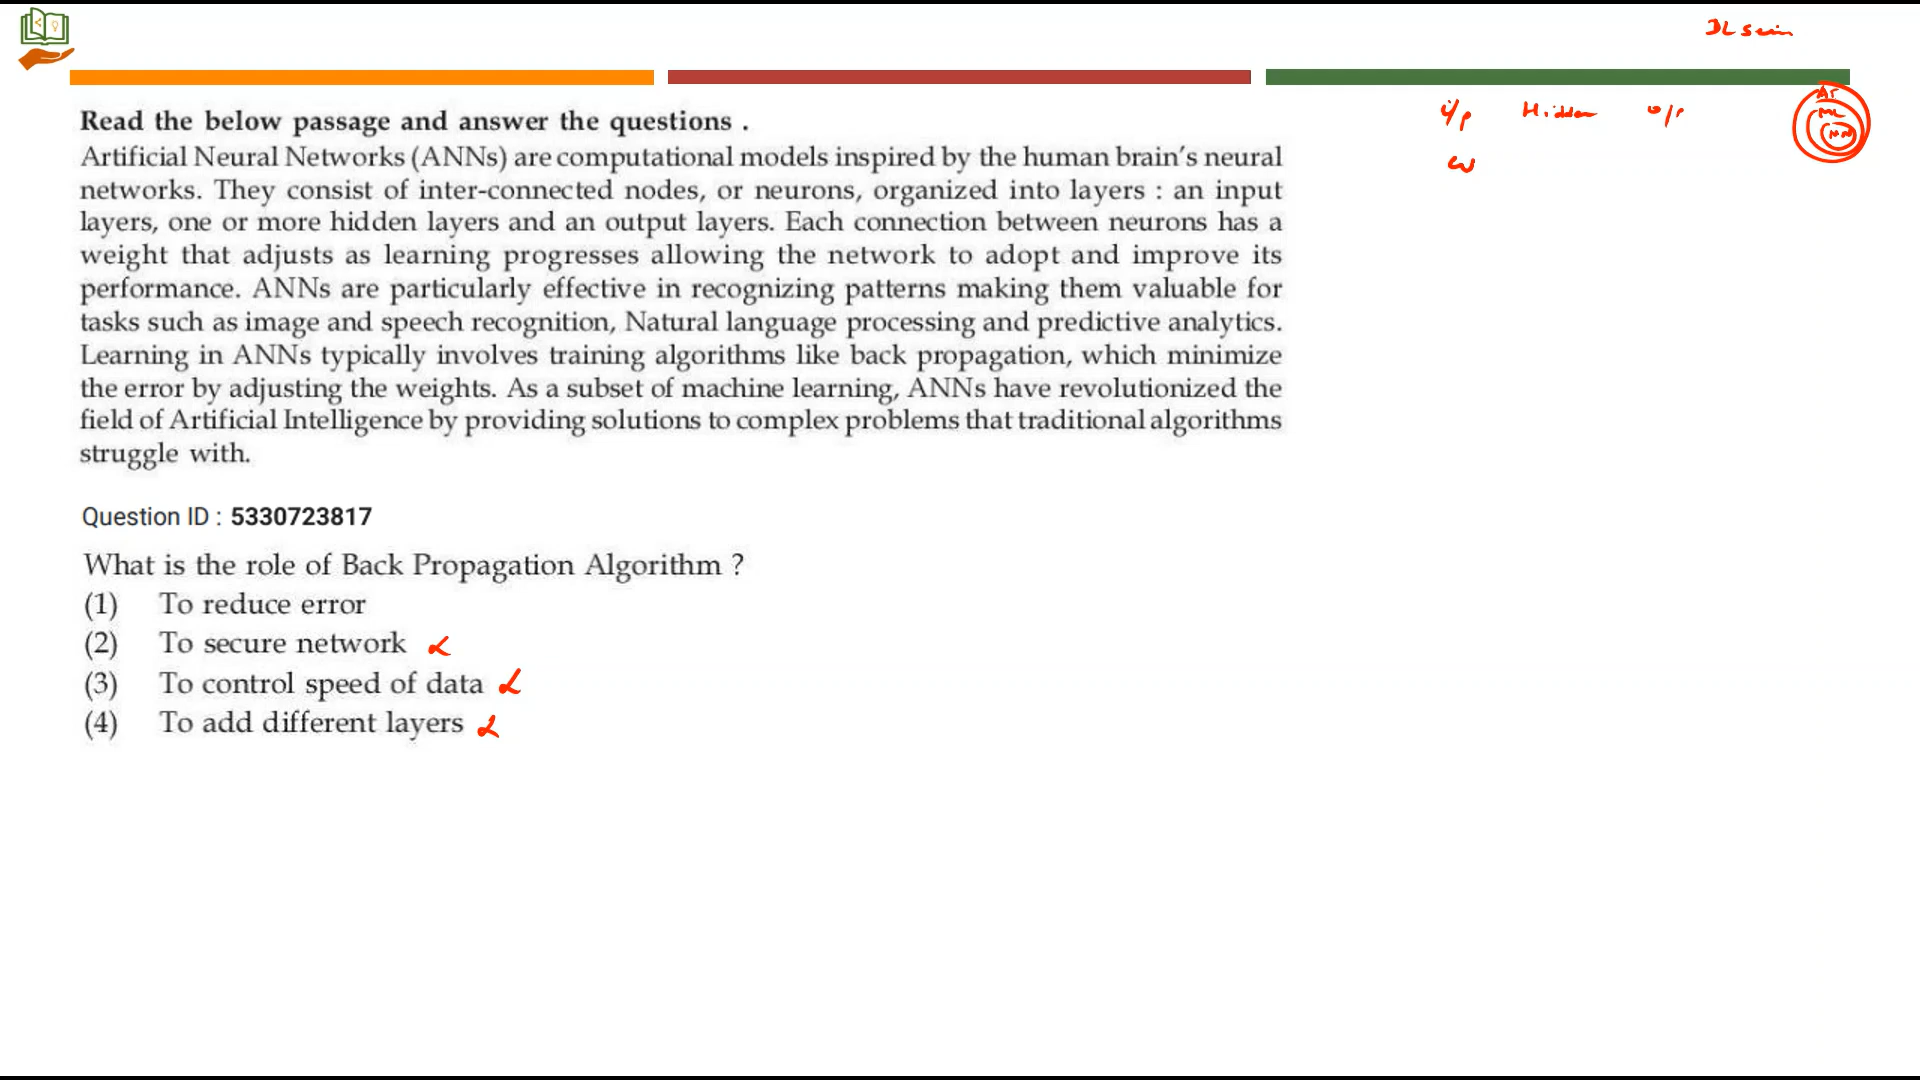 DL
i/p Hidden o/p
AI
ML
NN
W
Read the below passage and answer the questions .
Artificial Neural Networks (ANNs) are computational models inspired by the human brain's neural
networks. They consist of inter-connected nodes, or neurons, organized into layers : an input
layers, one or more hidden layers and an output layers. Each connection between neurons has a
weight that adjusts as learning progresses allowing the network to adopt and improve its
performance. ANNs are particularly effective in recognizing patterns making them valuable for
tasks such as image and speech recognition, Natural language processing and predictive analytics.
Learning in ANNs typically involves training algorithms like back propagation, which minimize
the error by adjusting the weights. As a subset of machine learning, ANNs have revolutionized the
field of Artificial Intelligence by providing solutions to complex problems that traditional algorithms
struggle with.
Question ID : 5330723817
What is the role of Back Propagation Algorithm ?
(1) To reduce error
(2) To secure network
(3) To control speed of data
(4) To add different layers